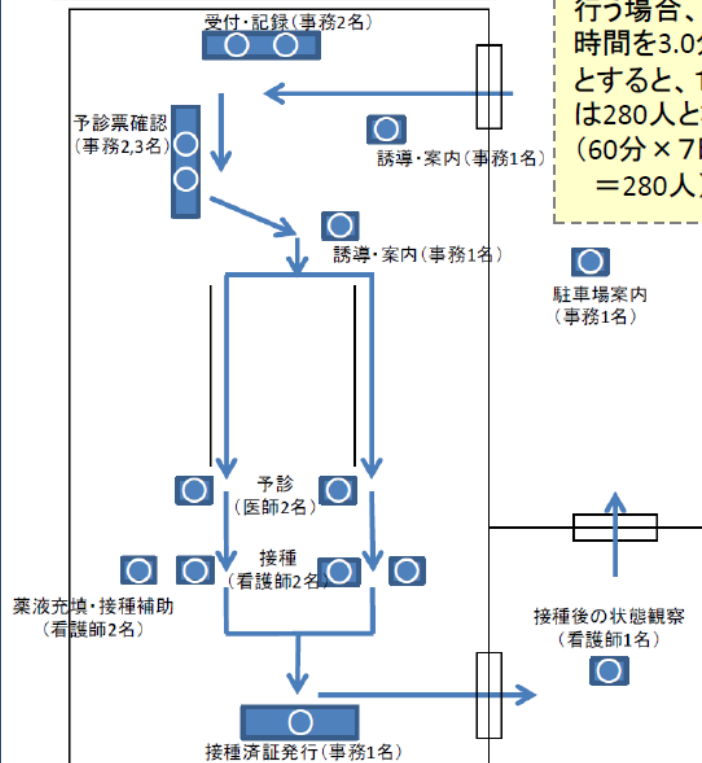 受付・記録(事務2名)
行う場合、
時間を3.0
とすると、
は280人と
(60分×7
=280人)
予診票確認
(事務2,3名)
誘導・案内(事務1名)
誘導・案内(事務1名)
駐車場案内
(事務1名)
予診
(医師2名)
接種
(看護師2名)
薬液充填・接種補助
(看護師2名)
接種後の状態観察
(看護師1名)
接種済証発行(事務1名)